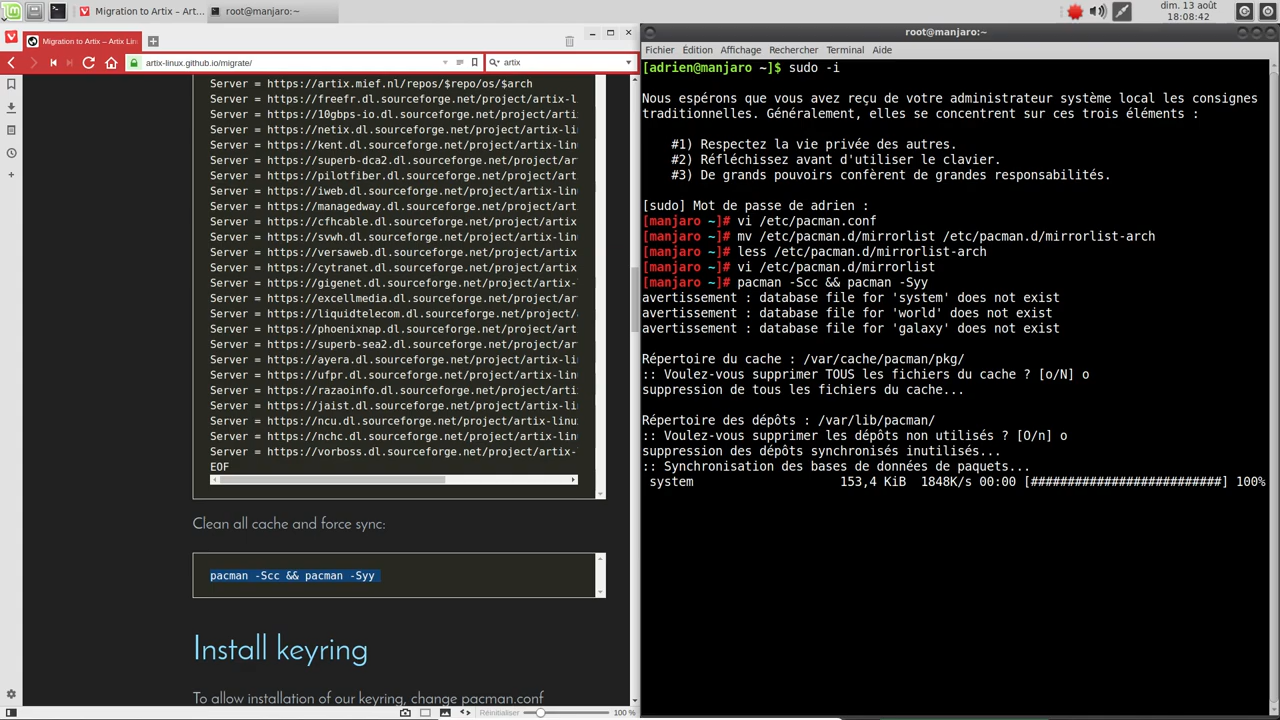 Migration to Artix – Art...
root@manjaro:~
dim. 13 août
18:08:42
Migration to Artix – Artix Lin
artix-linux.github.io/migrate/
artix
Server = https://artix.mief.nl/repos/$repo/os/$arch
Server = https://freefr.dl.sourceforge.net/project/artix-l
Server = https://10gbps-io.dl.sourceforge.net/project/arti
Server = https://netix.dl.sourceforge.net/project/artix-li
Server = https://kent.dl.sourceforge.net/project/artix-lin
Server = https://superb-dca2.dl.sourceforge.net/project/ar
Server = https://pilotfiber.dl.sourceforge.net/project/art
Server = https://iweb.dl.sourceforge.net/project/artix-lin
Server = https://managedway.dl.sourceforge.net/project/art
Server = https://cfhcable.dl.sourceforge.net/project/artix
Server = https://svwh.dl.sourceforge.net/project/artix-lin
Server = https://versaweb.dl.sourceforge.net/project/artix
Server = https://cytranet.dl.sourceforge.net/project/artix
Server = https://gigenet.dl.sourceforge.net/project/artix-
Server = https://excellmedia.dl.sourceforge.net/project/ar
Server = https://liquidtelecom.dl.sourceforge.net/project/
Server = https://phoenixnap.dl.sourceforge.net/project/art
Server = https://superb-sea2.dl.sourceforge.net/project/ar
Server = https://ayera.dl.sourceforge.net/project/artix-li
Server = https://ufpr.dl.sourceforge.net/project/artix-lin
Server = https://razaoinfo.dl.sourceforge.net/project/arti
Server = https://jaist.dl.sourceforge.net/project/artix-li
Server = https://ncu.dl.sourceforge.net/project/artix-linu
Server = https://nchc.dl.sourceforge.net/project/artix-lin
Server = https://vorboss.dl.sourceforge.net/project/artix-
EOF
Clean all cache and force sync:
pacman -Scc && pacman -Syy
Install keyring
To allow installation of our keyring, change pacman.conf
Réinitialiser
100 %
root@manjaro:~
Fichier Édition Affichage Rechercher Terminal Aide
[adrien@manjaro ~]$ sudo -i
Nous espérons que vous avez reçu de votre administrateur système local les consignes
traditionnelles. Généralement, elles se concentrent sur ces trois éléments :
#1) Respectez la vie privée des autres.
#2) Réfléchissez avant d'utiliser le clavier.
#3) De grands pouvoirs confèrent de grandes responsabilités.
[sudo] Mot de passe de adrien :
[manjaro ~]# vi /etc/pacman.conf
[manjaro ~]# mv /etc/pacman.d/mirrorlist /etc/pacman.d/mirrorlist-arch
[manjaro ~]# less /etc/pacman.d/mirrorlist-arch
[manjaro ~]# vi /etc/pacman.d/mirrorlist
[manjaro ~]# pacman -Scc && pacman -Syy
avertissement : database file for 'system' does not exist
avertissement : database file for 'world' does not exist
avertissement : database file for 'galaxy' does not exist
Répertoire du cache : /var/cache/pacman/pkg/
:: Voulez-vous supprimer TOUS les fichiers du cache ? [o/N] o
suppression de tous les fichiers du cache...
Répertoire des dépôts : /var/lib/pacman/
:: Voulez-vous supprimer les dépôts non utilisés ? [O/n] o
suppression des dépôts synchronisés inutilisés...
:: Synchronisation des bases de données de paquets...
system 153,4 KiB 1848K/s 00:00 [##########################] 100%